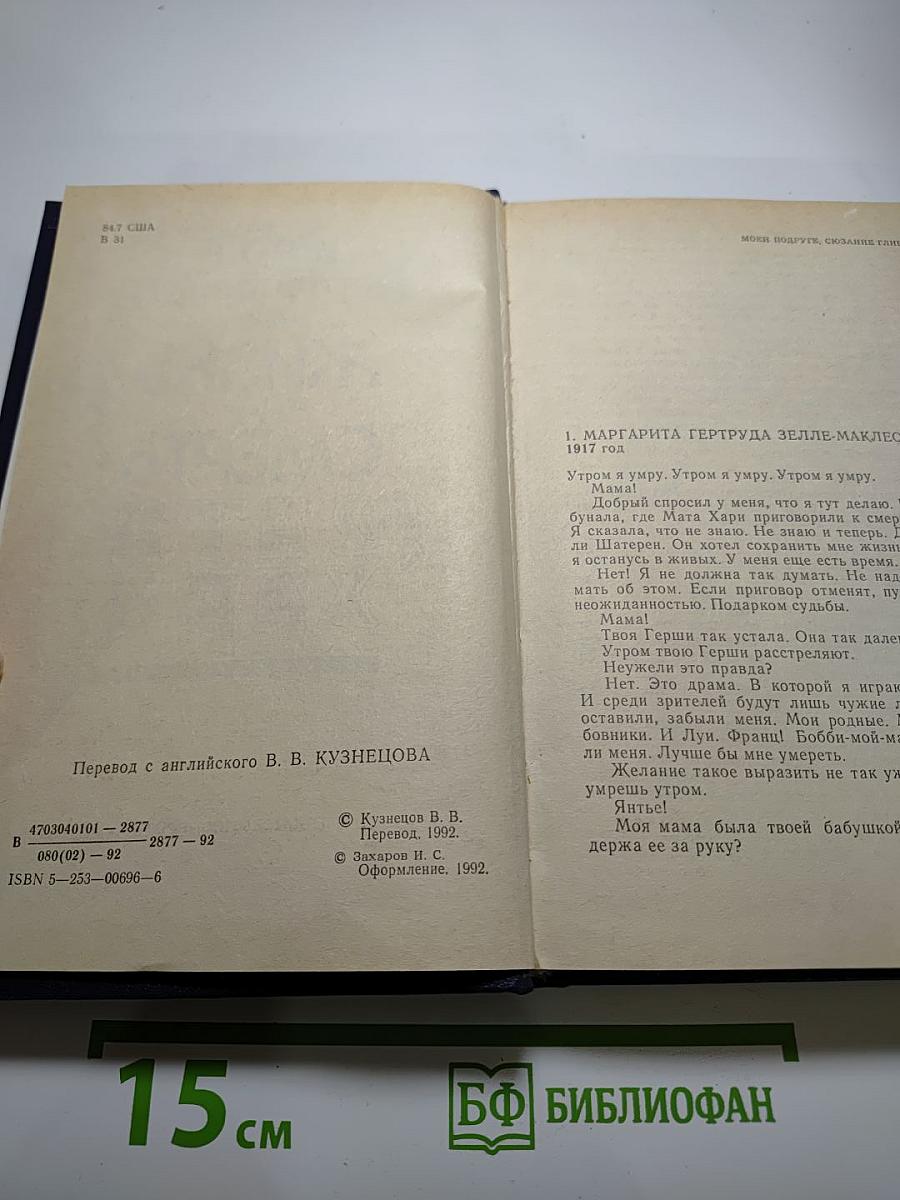 84.7 США
В 31
Перевод с английского В. В. КУЗНЕЦОВА
В 4703040101 — 2877 2877 — 92
080(02) — 92
ISBN 5—253—00696—6
© Кузнецов В. В.
Перевод, 1992.
© Захаров И. С.
Оформление, 1992.
МОЕЙ ПОДРУГЕ, СЮЗАННЕ
1. МАРГАРИТА ГЕРТРУДА ЗЕЛЛЕ-МАКЛЕО
1917 год
Утром я умру. Утром я умру. Утром я умру.
Мама!
Добрый спросил у меня, что я тут делаю.
бунала, где Мата Хари приговорили к смер
Я сказала, что не знаю. Не знаю и теперь. Д
ли Шатерен. Он хотел сохранить мне жизнь
я останусь в живых. У меня еще есть время.
Нет! Я не должна так думать. Не над
мать об этом. Если приговор отменят, пу
неожиданностью. Подарком судьбы.
Мама!
Твоя Герши так устала. Она так дале
Утром твою Герши расстреляют.
Неужели это правда?
Нет. Это драма. В которой я играю
И среди зрителей будут лишь чужие л
оставили, забыли меня. Мои родные. М
бовники. И Луи. Франц! Бобби-мой-ма
ли меня. Лучше бы мне умереть.
Желание такое выразить не так уж
умрешь утром.
Янтье!
Моя мама была твоей бабушкой
держа ее за руку?
15 см
БФ БИБЛИОФАН